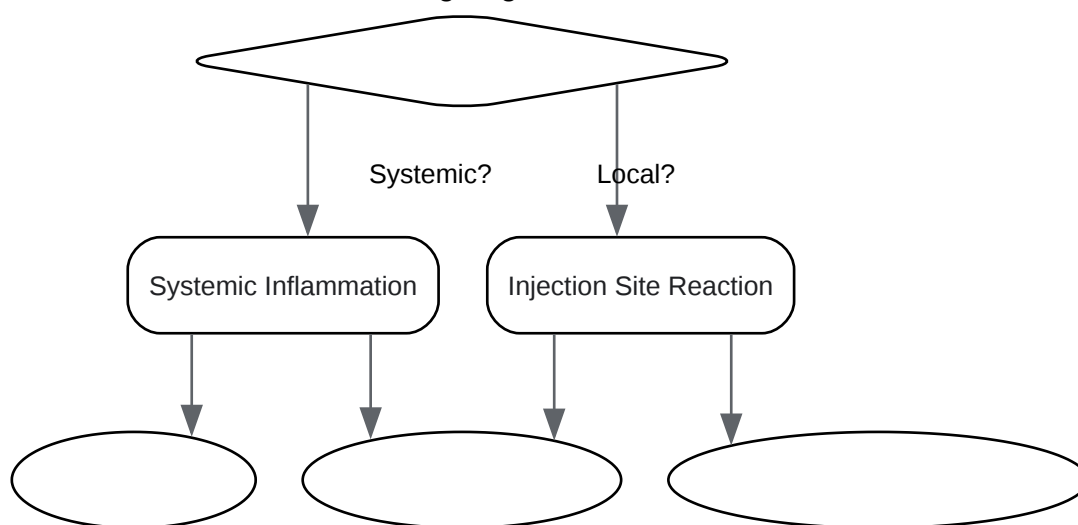 Systemic?
Local?
Systemic Inflammation
Injection Site Reaction